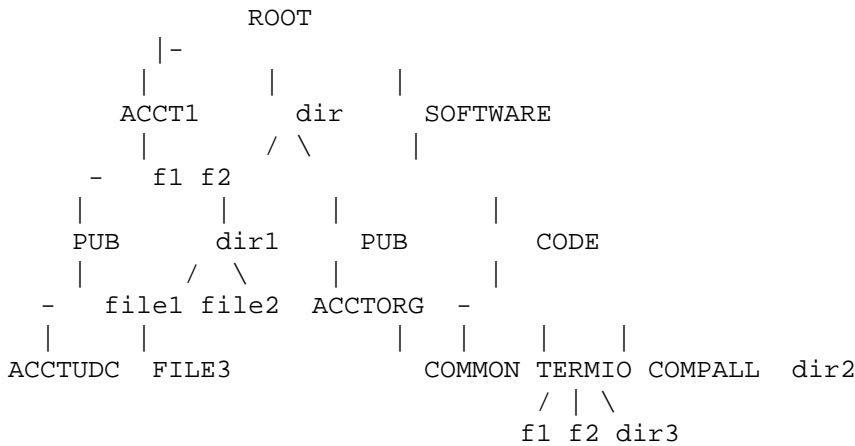 ROOT
|-
| | |
ACCT1 dir SOFTWARE
| / \ |
- f1 f2
| | | |
PUB dir1 PUB CODE
| / \ | |
- file1 file2 ACCTORG -
| | | | | |
ACCTUDC FILE3 COMMON TERMIO COMPALL dir2
/ | \
f1 f2 dir3